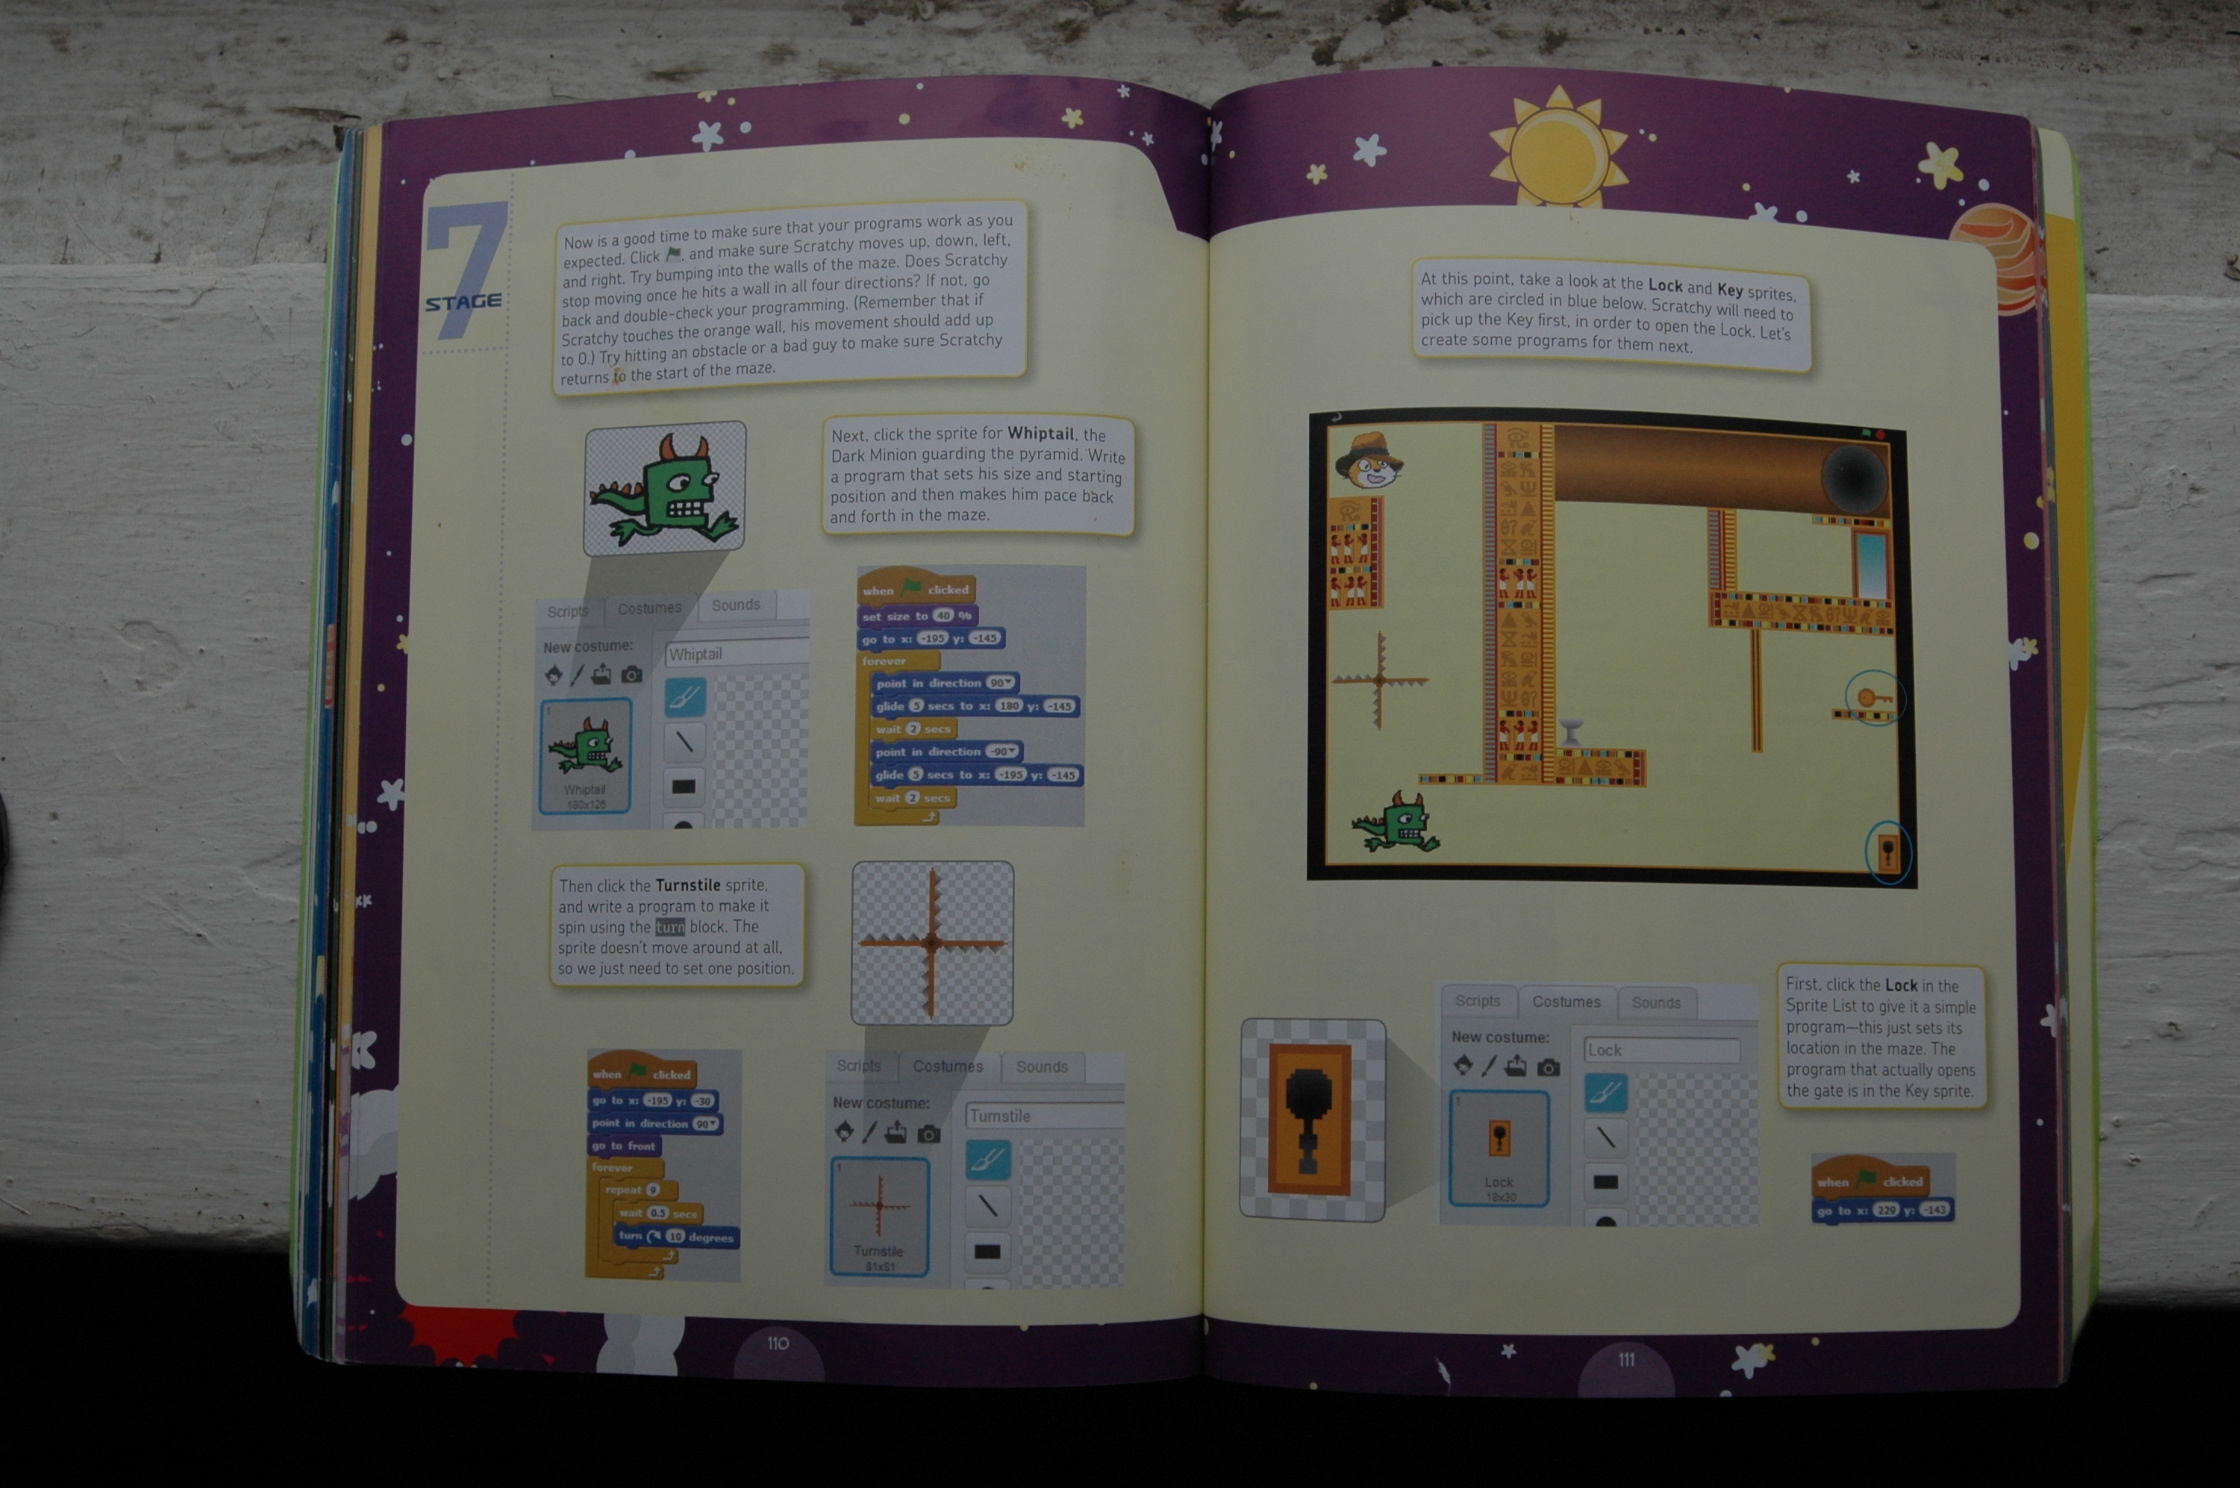 7
STAGE
Now is a good time to make sure that your programs work as you
expected. Click , and make sure Scratchy moves up, down, left,
and right. Try bumping into the walls of the maze. Does Scratchy
stop moving once he hits a wall in all four directions? If not, go
back and double-check your programming. (Remember that if
Scratchy touches the orange wall, his movement should add up
to 0.) Try hitting an obstacle or a bad guy to make sure Scratchy
returns to the start of the maze.
Next, click the sprite for Whiptail, the
Dark Minion guarding the pyramid. Write
a program that sets his size and starting
position and then makes him pace back
and forth in the maze.
Scripts Costumes Sounds
New costume:
Whiptail
1
Whiptail
180x126
when clicked
set size to 40 %
go to x: -195 y: -145
forever
point in direction 90
glide 5 secs to x: 180 y: -145
wait 2 secs
point in direction -90
glide 5 secs to x: -195 y: -145
wait 2 secs
Then click the Turnstile sprite,
and write a program to make it
spin using the turn block. The
sprite doesn't move around at all,
so we just need to set one position.
when clicked
go to x: -195 y: -30
point in direction 90
go to front
forever
repeat 9
wait 0.5 secs
turn 10 degrees
Scripts Costumes Sounds
New costume:
Turnstile
1
Turnstile
91x91
110
At this point, take a look at the Lock and Key sprites,
which are circled in blue below. Scratchy will need to
pick up the Key first, in order to open the Lock. Let's
create some programs for them next.
Scripts Costumes Sounds
New costume:
Lock
1
Lock
18x30
First, click the Lock in the
Sprite List to give it a simple
program—this just sets its
location in the maze. The
program that actually opens
the gate is in the Key sprite.
when clicked
go to x: 229 y: -143
111